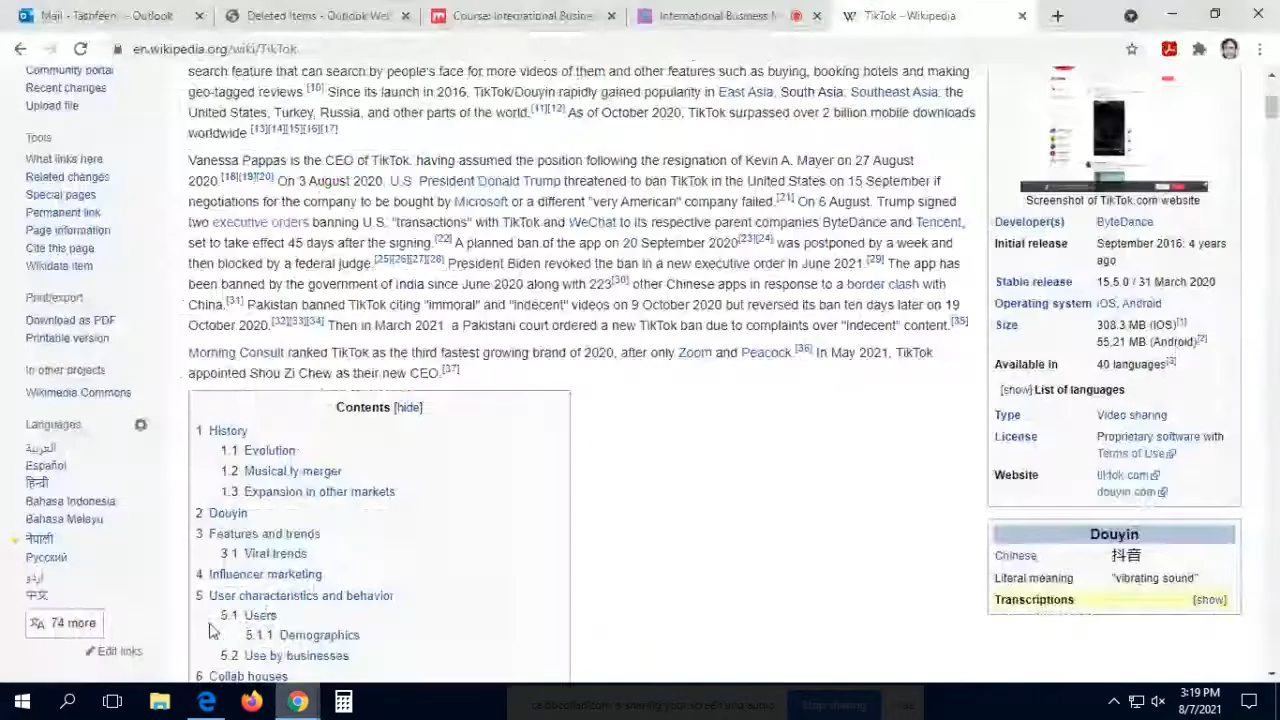 Mail - Tasnfeen - Outlook
Deleted Items - Outlook Web
Course: International Busine
International Business M
TikTok - Wikipedia
en.wikipedia.org/wiki/TikTok
Community portal
Recent changes
Upload file
Tools
What links here
Related changes
Special pages
Permanent link
Page information
Cite this page
Wikidata item
Print/export
Download as PDF
Printable version
In other projects
Wikimedia Commons
Languages
العربية
Español
हिन्दी
Bahasa Indonesia
Bahasa Melayu
नेपाली
Русский
اردو
中文
74 more
Edit links
search feature that can search by people's face for more videos of them and other features such as buying, booking hotels and making
geo-tagged reviews.[10] Since its launch in 2016, TikTok/Douyin rapidly gained popularity in East Asia, South Asia, Southeast Asia, the
United States, Turkey, Russia, and other parts of the world.[11][12] As of October 2020, TikTok surpassed over 2 billion mobile downloads
worldwide.[13][14][15][16][17]
Vanessa Pappas is the CEO of TikTok, having assumed the position following the resignation of Kevin A. Mayer on 27 August
2020.[18][19][20] On 3 August 2020, U.S. President Donald Trump threatened to ban TikTok in the United States on 15 September if
negotiations for the company to be bought by Microsoft or a different "very American" company failed.[21] On 6 August, Trump signed
two executive orders banning U.S. "transactions" with TikTok and WeChat to its respective parent companies ByteDance and Tencent,
set to take effect 45 days after the signing.[22] A planned ban of the app on 20 September 2020[23][24] was postponed by a week and
then blocked by a federal judge.[25][26][27][28] President Biden revoked the ban in a new executive order in June 2021.[29] The app has
been banned by the government of India since June 2020 along with 223[30] other Chinese apps in response to a border clash with
China.[31] Pakistan banned TikTok citing "immoral" and "indecent" videos on 9 October 2020 but reversed its ban ten days later on 19
October 2020.[32][33][34] Then in March 2021 a Pakistani court ordered a new TikTok ban due to complaints over "indecent" content.[35]
Morning Consult ranked TikTok as the third fastest growing brand of 2020, after only Zoom and Peacock.[36] In May 2021, TikTok
appointed Shou Zi Chew as their new CEO.[37]
Contents [hide]
1 History
1.1 Evolution
1.2 Musical.ly merger
1.3 Expansion in other markets
2 Douyin
3 Features and trends
3.1 Viral trends
4 Influencer marketing
5 User characteristics and behavior
5.1 Users
5.1.1 Demographics
5.2 Use by businesses
6 Collab houses
Screenshot of TikTok.com website
Developer(s) ByteDance
Initial release September 2016; 4 years
ago
Stable release 15.5.0 / 31 March 2020
Operating system iOS, Android
Size 308.3 MB (iOS)[1]
55.21 MB (Android)[2]
Available in 40 languages[3]
[show] List of languages
Type Video sharing
License Proprietary software with
Terms of Use
Website tiktok.com
douyin.com
Douyin
Chinese 抖音
Literal meaning "vibrating sound"
Transcriptions [show]
is sharing your screen and audio.
Stop sharing
Hide
3:19 PM
8/7/2021